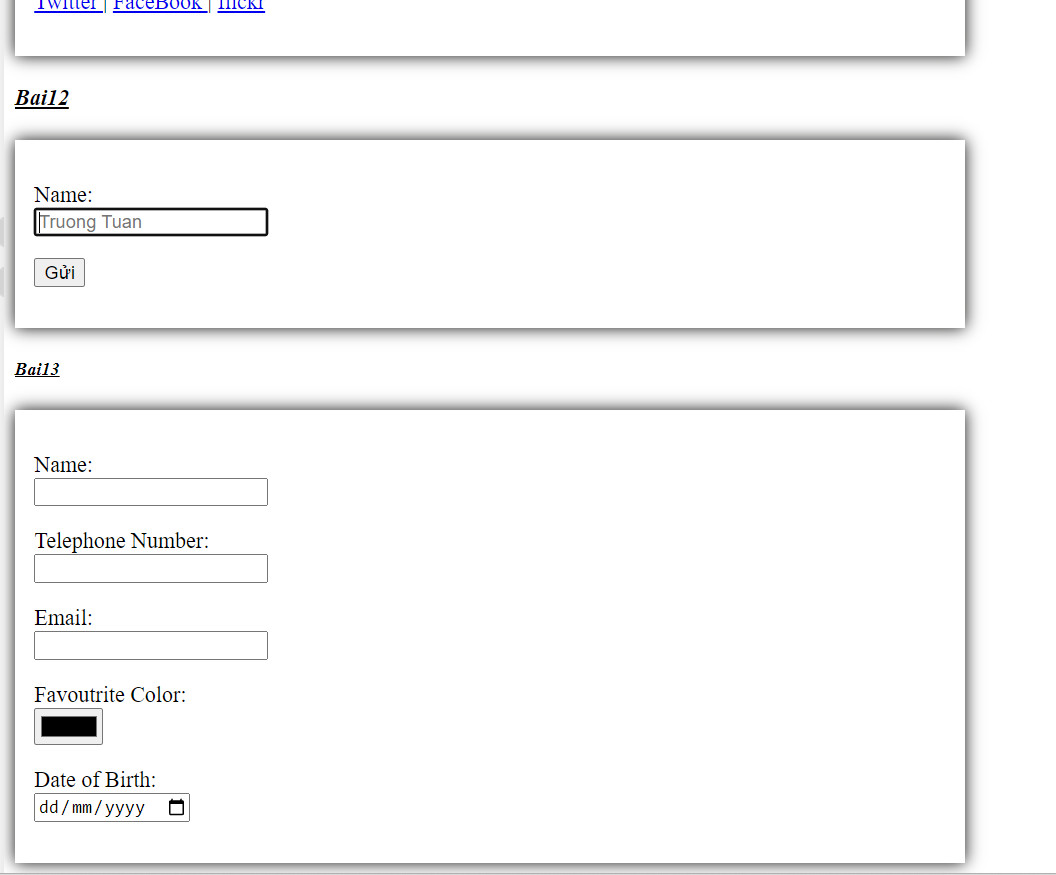 Twitter | FaceBook | flickr
Bai12
Name:
Truong Tuan
Gửi
Bai13
Name:
Telephone Number:
Email:
Favoutrite Color:
Date of Birth:
dd/mm/yyyy